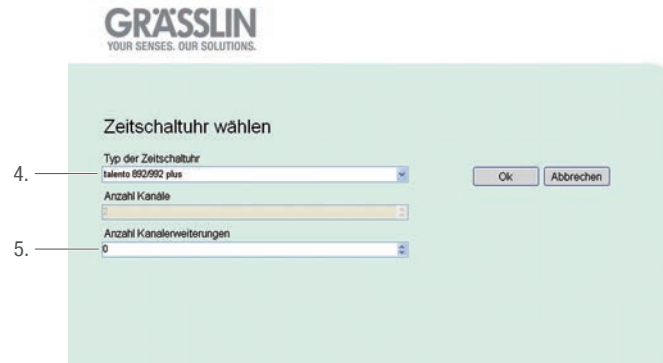 GRÄSSLIN
YOUR SENSES. OUR SOLUTIONS.
Zeitschaltuhr wählen
Typ der Zeitschaltuhr
4. talento 892/992 plus
Ok Abbrechen
Anzahl Kanäle
2
Anzahl Kanalerweiterungen
5. 0